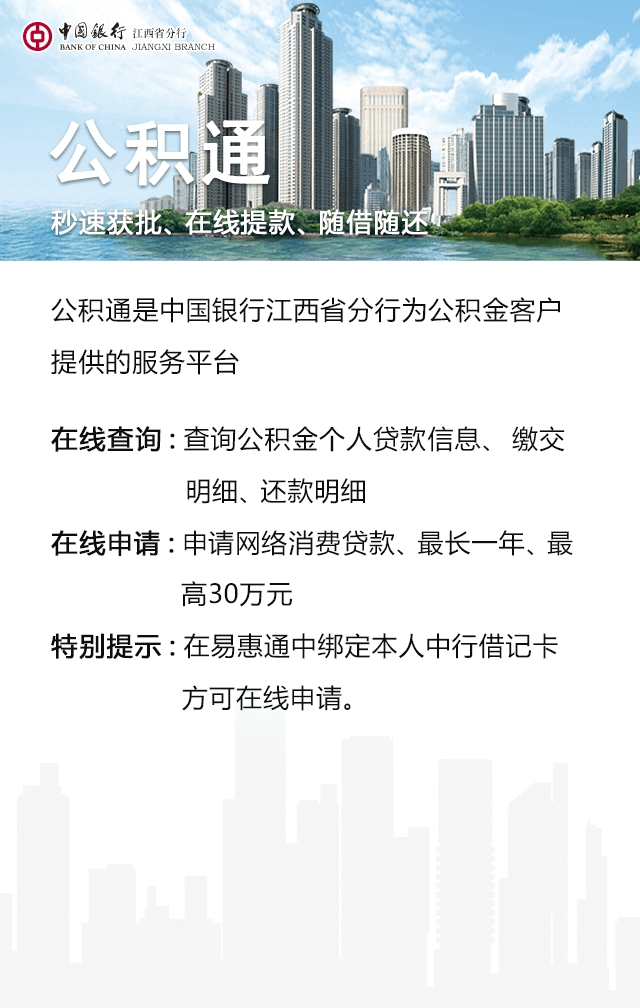 中国银行 江西省分行
BANK OF CHINA JIANGXI BRANCH
公积通
秒速获批、在线提款、随借随还
公积通是中国银行江西省分行为公积金客户
提供的服务平台
在线查询：查询公积金个人贷款信息、 缴交
明细、还款明细
在线申请：申请网络消费贷款、最长一年、最
高30万元
特别提示：在易惠通中绑定本人中行借记卡
方可在线申请。